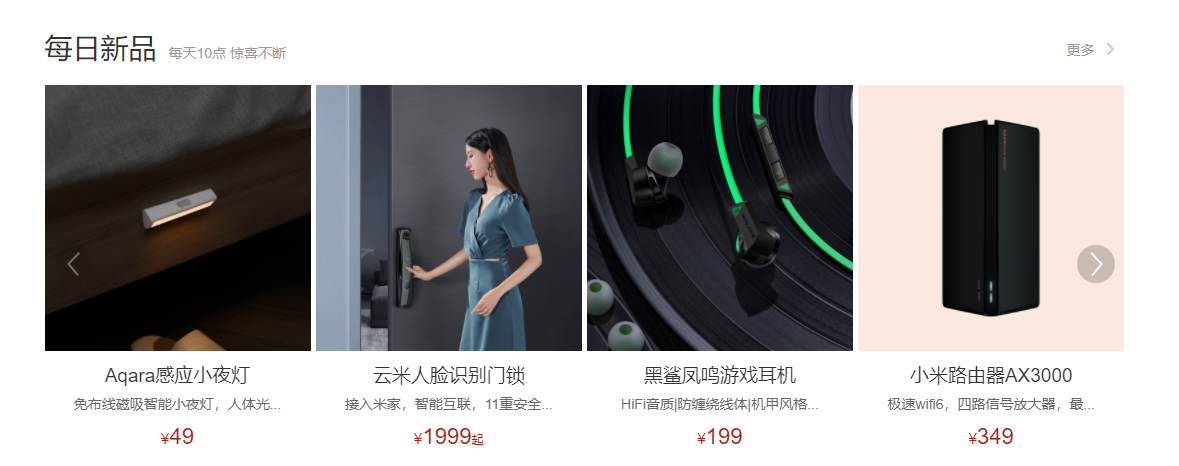 每日新品 每天10点 惊喜不断
更多
Aqara感应小夜灯
免布线磁吸智能小夜灯，人体光...
¥49
云米人脸识别门锁
接入米家，智能互联，11重安全...
¥1999起
黑鲨凤鸣游戏耳机
HiFi音质|防缠绕线体|机甲风格...
¥199
小米路由器AX3000
极速wifi6，四路信号放大器，最...
¥349